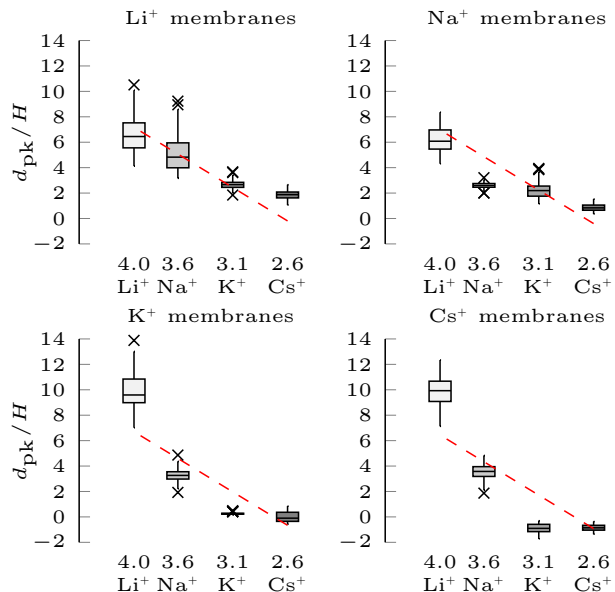 Li⁺ membranes
Na⁺ membranes
14
12
10
8
6
4
2
0
−2
d_pk/H
14
12
10
8
6
4
2
0
−2
4.0 3.6 3.1 2.6
Li⁺ Na⁺ K⁺ Cs⁺
4.0 3.6 3.1 2.6
Li⁺ Na⁺ K⁺ Cs⁺
K⁺ membranes
Cs⁺ membranes
14
12
10
8
6
4
2
0
−2
d_pk/H
14
12
10
8
6
4
2
0
−2
4.0 3.6 3.1 2.6
Li⁺ Na⁺ K⁺ Cs⁺
4.0 3.6 3.1 2.6
Li⁺ Na⁺ K⁺ Cs⁺